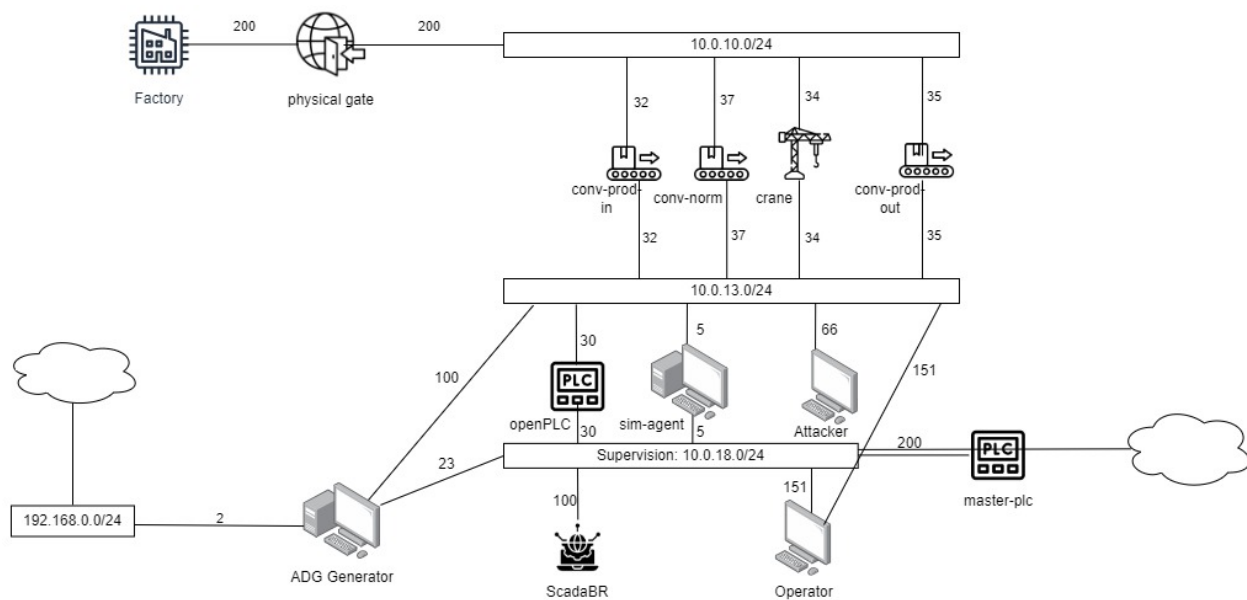 200
200
10.0.10.0/24
Factory
physical gate
32
37
34
35
conv-prod-
in
conv-norm
crane
conv-prod-
out
32
37
34
35
10.0.13.0/24
30
5
66
100
151
PLC
openPLC
sim-agent
Attacker
30
5
200
PLC
Supervision: 10.0.18.0/24
23
master-plc
100
151
192.168.0.0/24
2
ADG Generator
ScadaBR
Operator